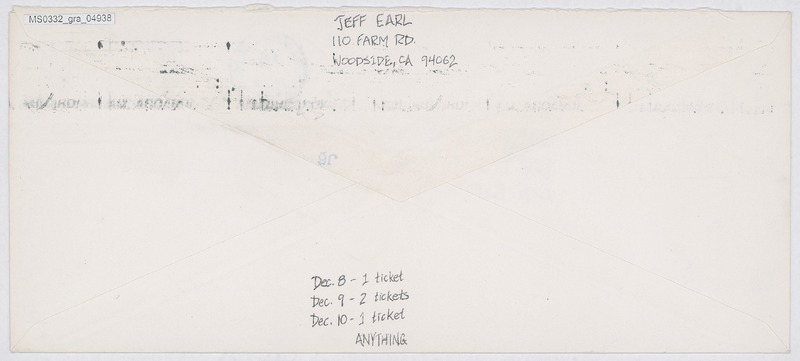 MS0332_gra_04938
JEFF EARL
110 FARM RD.
WOODSIDE, CA 94062
Dec. 8 - 1 ticket
Dec. 9 - 2 tickets
Dec. 10 - 1 ticket
ANYTHING